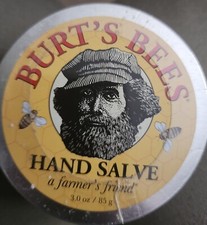 BURT'S BEES
HAND SALVE
a farmer's friend
3.0 oz / 85 g